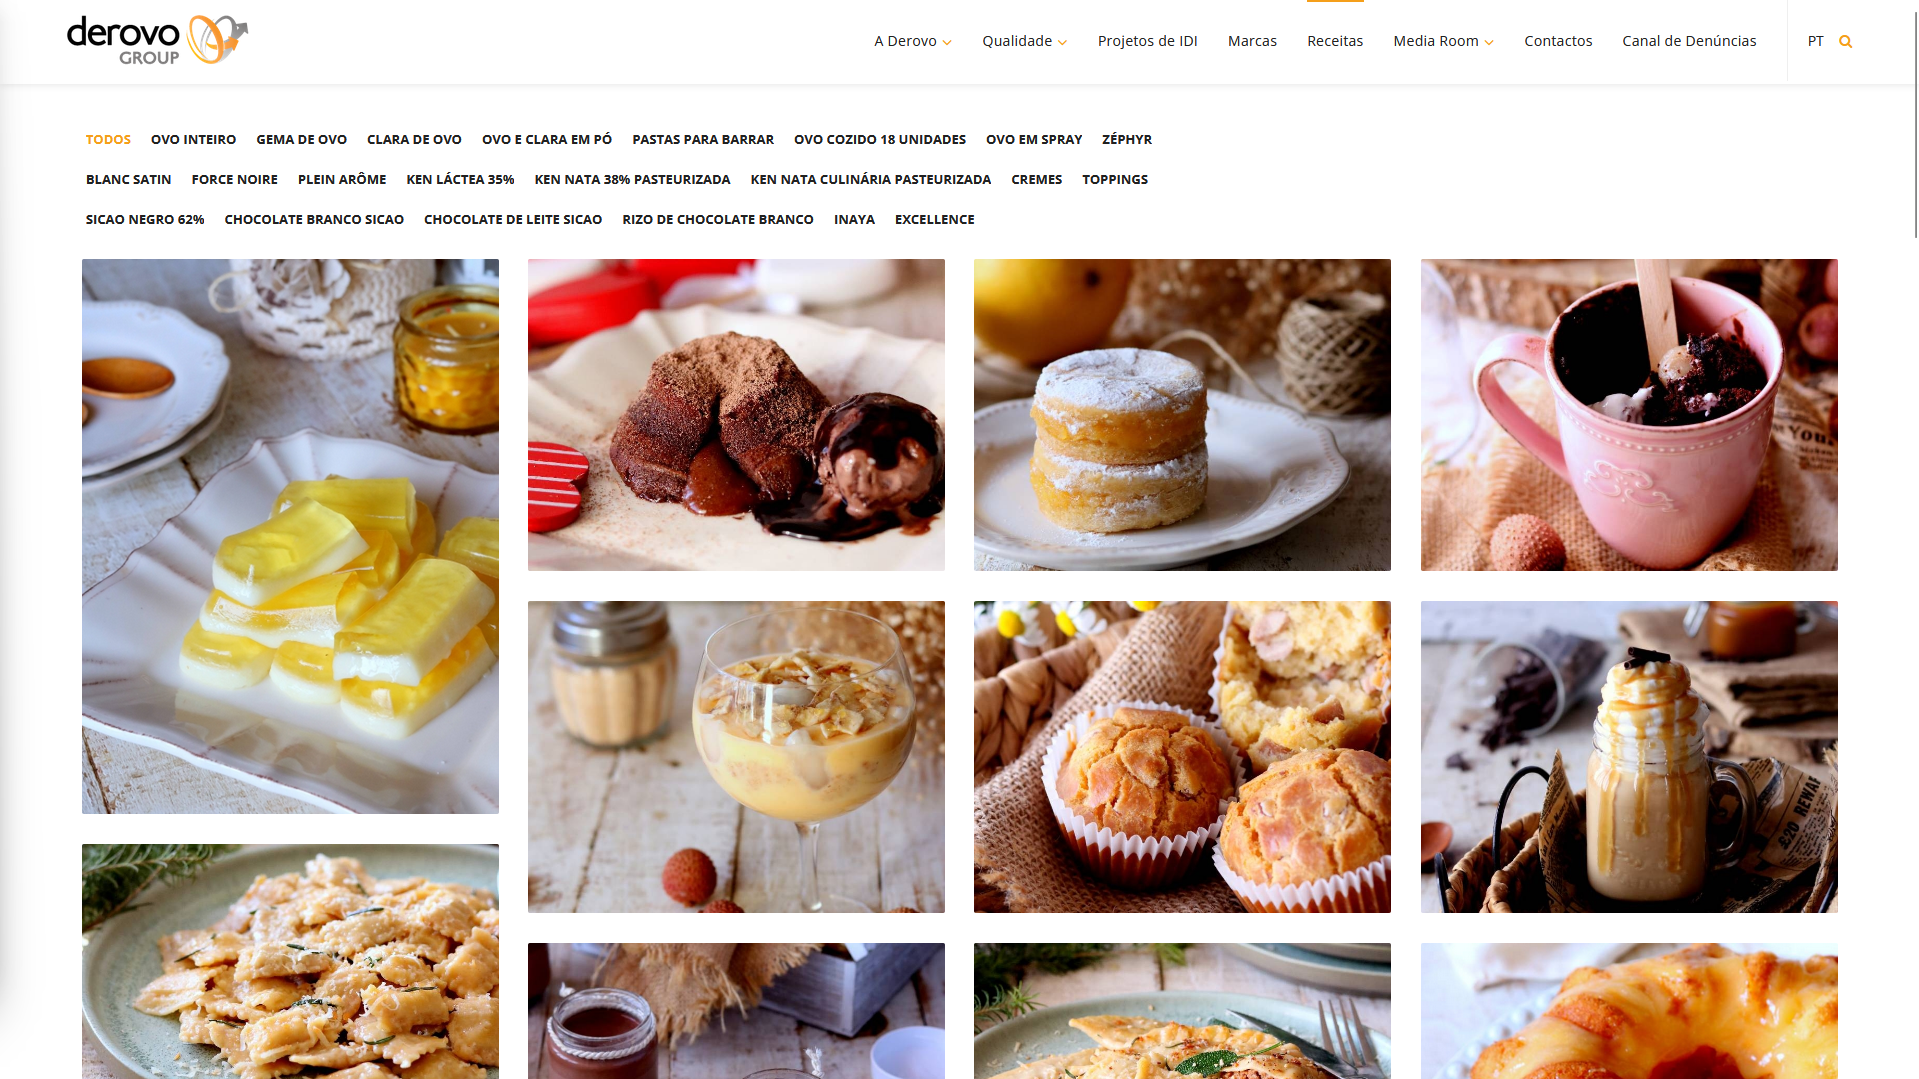 derovo
GROUP
A Derovo Qualidade Projetos de IDI Marcas Receitas Media Room Contactos Canal de Denúncias PT
TODOS OVO INTEIRO GEMA DE OVO CLARA DE OVO OVO E CLARA EM PÓ PASTAS PARA BARRAR OVO COZIDO 18 UNIDADES OVO EM SPRAY ZÉPHYR
BLANC SATIN FORCE NOIRE PLEIN ARÔME KEN LÁCTEA 35% KEN NATA 38% PASTEURIZADA KEN NATA CULINÁRIA PASTEURIZADA CREMES TOPPINGS
SICAO NEGRO 62% CHOCOLATE BRANCO SICAO CHOCOLATE DE LEITE SICAO RIZO DE CHOCOLATE BRANCO INAYA EXCELLENCE
You
£20 REWAR